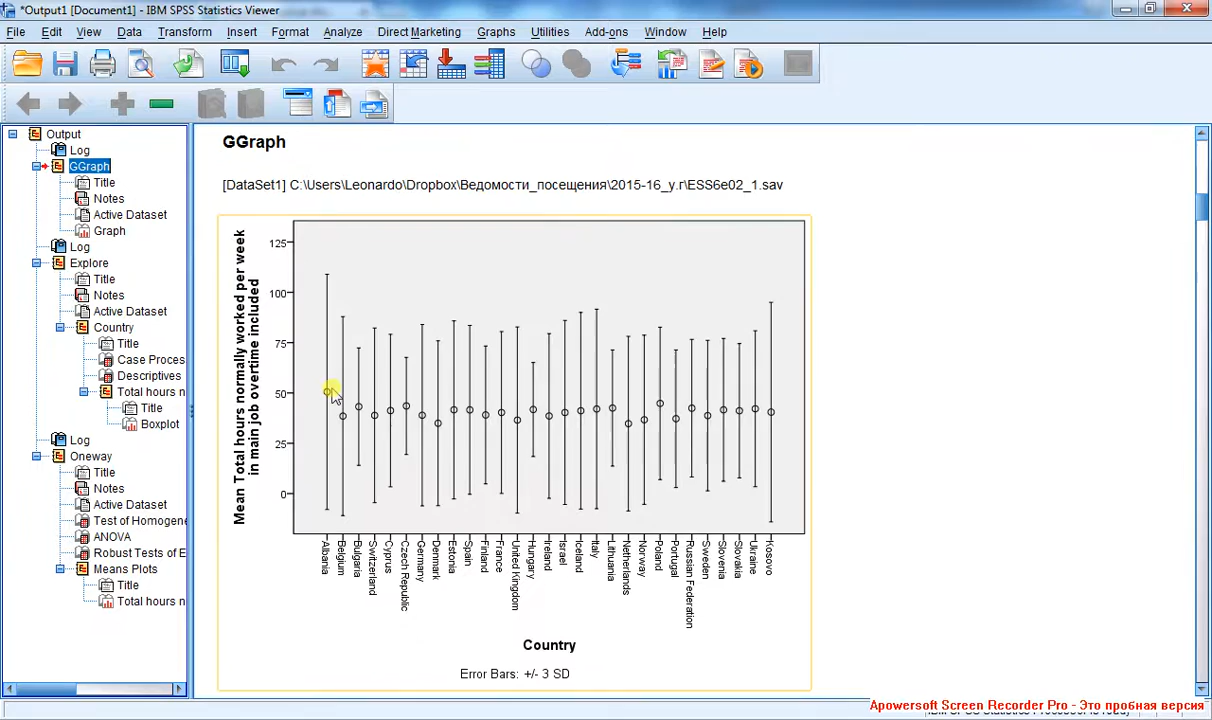 *Output1 [Document1] - IBM SPSS Statistics Viewer
File Edit View Data Transform Insert Format Analyze Direct Marketing Graphs Utilities Add-ons Window Help
Output
Log
GGraph
Title
Notes
Active Dataset
Graph
Log
Explore
Title
Notes
Active Dataset
Country
Title
Case Proces
Descriptives
Total hours n
Title
Boxplot
Log
Oneway
Title
Notes
Active Dataset
Test of Homogene
ANOVA
Robust Tests of E
Means Plots
Title
Total hours n
GGraph
[DataSet1] C:\Users\Leonardo\Dropbox\Ведомости_посещения\2015-16_у.г\ESS6e02_1.sav
Mean Total hours normally worked per week
in main job overtime included
125
100
75
50
25
0
Albania
Belgium
Bulgaria
Switzerland
Cyprus
Czech Republic
Germany
Denmark
Estonia
Spain
Finland
France
United Kingdom
Hungary
Ireland
Israel
Iceland
Italy
Lithuania
Netherlands
Norway
Poland
Portugal
Russian Federation
Sweden
Slovenia
Slovakia
Ukraine
Kosovo
Country
Error Bars: +/- 3 SD
Apowersoft Screen Recorder Pro - Это пробная версия